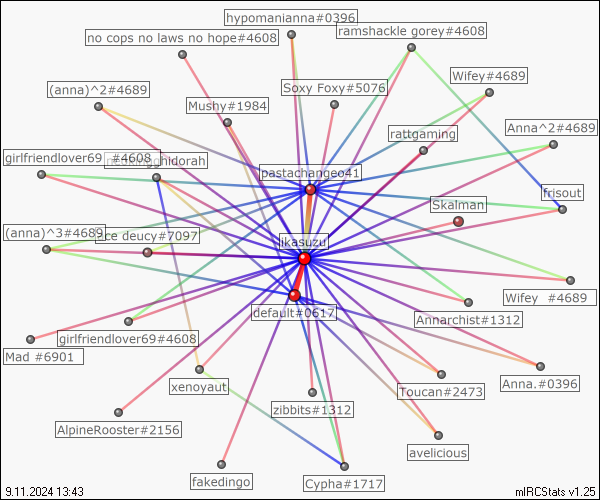 hypomanianna#0396
no cops no laws no hope#4608
ramshackle gorey#4608
Wifey#4689
(anna)^2#4689
Soxy Foxy#5076
Mushy#1984
Anna^2#4689
rattgaming
girlfriendlover69 #4608
ghidorah
pastachangeo41
frisout
Skalman
(anna)^3#4689
ace deucy#7097
jikasuzu
Wifey #4689
default#0617
Annarchist#1312
girlfriendlover69#4608
Mad #6901
xenoyaut
Toucan#2473
Anna.#0396
zibbits#1312
AlpineRooster#2156
avelicious
fakedingo
Cypha#1717
9.11.2024 13:43
mIRCStats v1.25